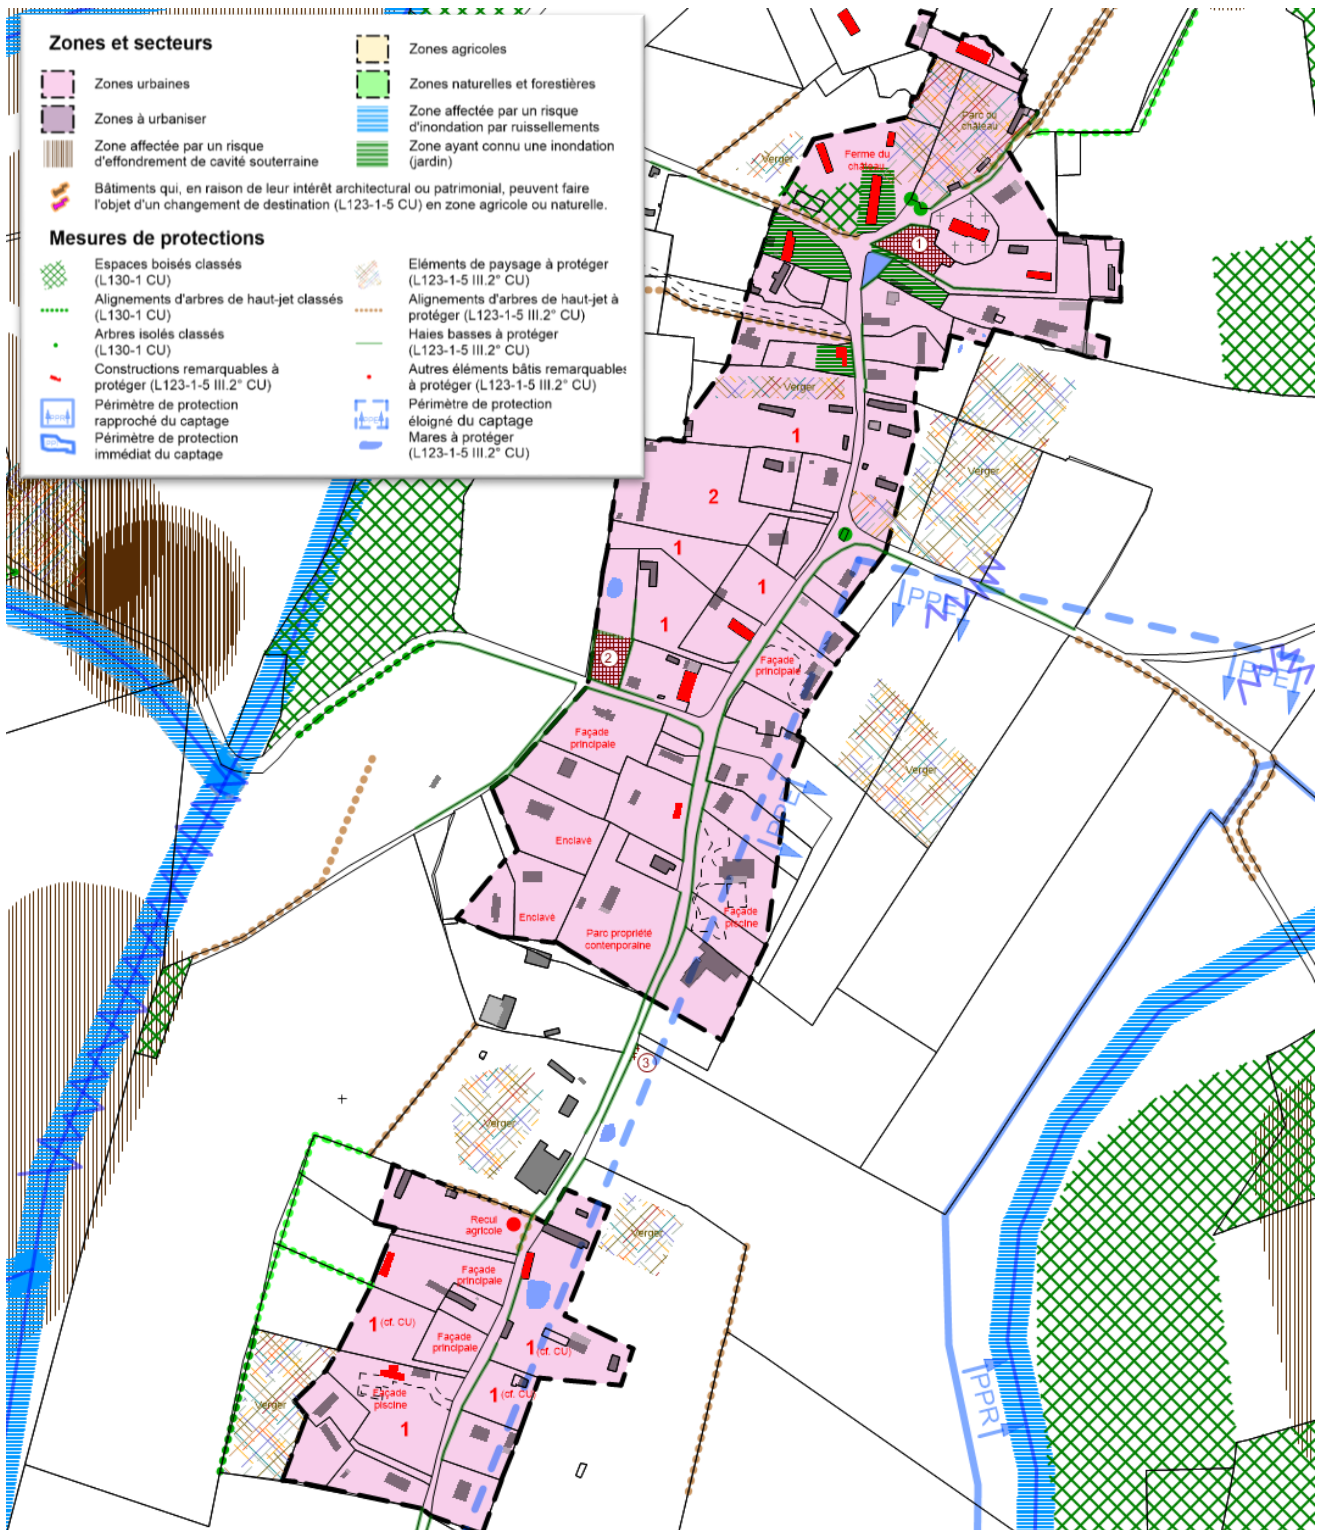 Zones et secteurs
Zones urbaines
Zones à urbaniser
Zone affectée par un risque
d'effondrement de cavité souterraine
Zones agricoles
Zones naturelles et forestières
Zone affectée par un risque
d'inondation par ruissellements
Zone ayant connu une inondation
(jardin)
Bâtiments qui, en raison de leur intérêt architectural ou patrimonial, peuvent faire
l'objet d'un changement de destination (L123-1-5 CU) en zone agricole ou naturelle.
Mesures de protections
Espaces boisés classés
(L130-1 CU)
Alignements d'arbres de haut-jet classés
(L130-1 CU)
Arbres isolés classés
(L130-1 CU)
Constructions remarquables à
protéger (L123-1-5 III.2° CU)
Périmètre de protection
rapproché du captage
Périmètre de protection
immédiat du captage
Eléments de paysage à protéger
(L123-1-5 III.2° CU)
Alignements d'arbres de haut-jet à
protéger (L123-1-5 III.2° CU)
Haies basses à protéger
(L123-1-5 III.2° CU)
Autres éléments bâtis remarquables
à protéger (L123-1-5 III.2° CU)
Périmètre de protection
éloigné du captage
Mares à protéger
(L123-1-5 III.2° CU)
Parc du
château
Verger
Ferme du
château
1
Verger
1
Verger
2
1
1
PPE
1
2
Façade
principale
PPE
Façade
principale
Verger
PPE
Enclavé
Enclavé
Façade
piscine
Parc propriété
contenporaine
3
Verger
Recul
agricole
Verger
Façade
principale
1 (cf. CU)
Façade
principale
1 (cf. CU)
1 (cf. CU)
Façade
piscine
Verger
1
PPR